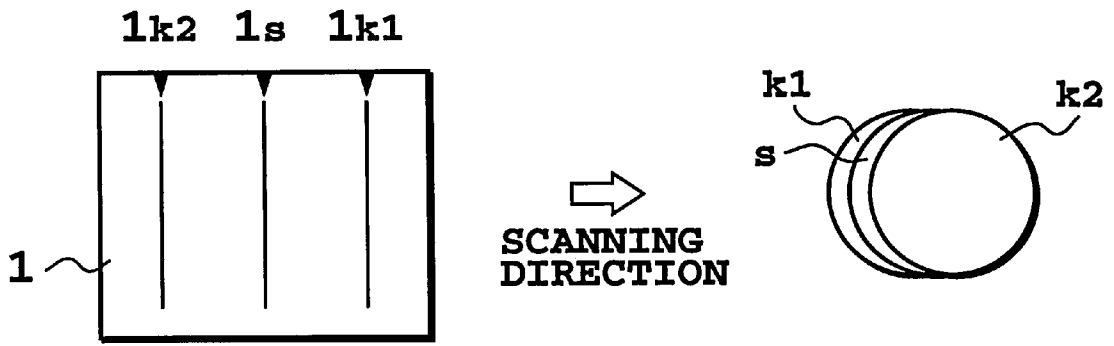 1k2 1s 1k1
k1
k2
s
1
SCANNING
DIRECTION